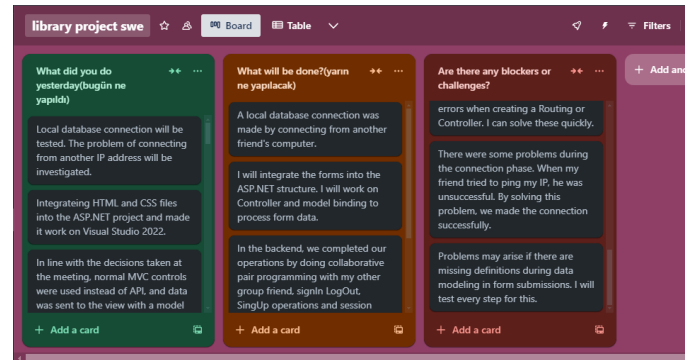 library project swe
Board
Table
Filters
What did you do
yesterday(bugün ne
yapıldı)
Local database connection will be
tested. The problem of connecting
from another IP address will be
investigated.
Integrateing HTML and CSS files
into the ASP.NET project and made
it work on Visual Studio 2022.
In line with the decisions taken at
the meeting, normal MVC controls
were used instead of API, and data
was sent to the view with a model
+ Add a card
What will be done?(yarın
ne yapılacak)
A local database connection was
made by connecting from another
friend's computer.
I will integrate the forms into the
ASP.NET structure. I will work on
Controller and model binding to
process form data.
In the backend, we completed our
operations by doing collaborative
pair programming with my other
group friend, signIn LogOut,
SingUp operations and session
+ Add a card
Are there any blockers or
challenges?
errors when creating a Routing or
Controller. I can solve these quickly.
There were some problems during
the connection phase. When my
friend tried to ping my IP, he was
unsuccessful. By solving this
problem, we made the connection
successfully.
Problems may arise if there are
missing definitions during data
modeling in form submissions. I will
test every step for this.
+ Add a card
+ Add ano